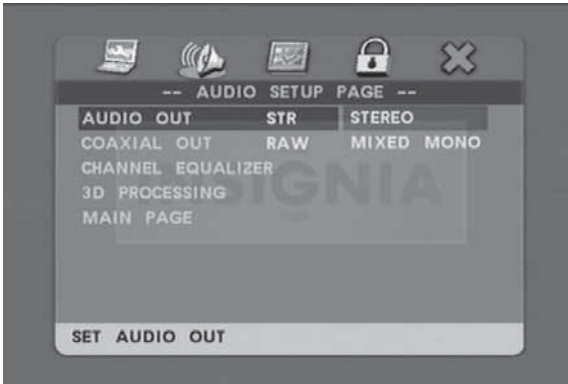 -- AUDIO SETUP PAGE --
AUDIO OUT STR STEREO
COAXIAL OUT RAW MIXED MONO
CHANNEL EQUALIZER
3D PROCESSING
MAIN PAGE
INSIGNIA
SET AUDIO OUT